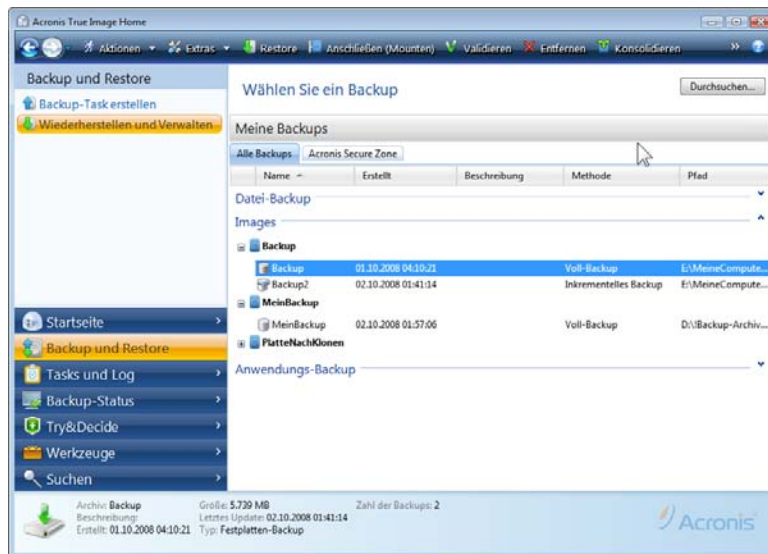 Acronis True Image Home
Aktionen Extras Restore Anschließen (Mounten) Validieren Entfernen Konsolidieren »
Backup und Restore
Backup-Task erstellen
Wiederherstellen und Verwalten
Wählen Sie ein Backup
Durchsuchen...
Meine Backups
Alle Backups Acronis Secure Zone
Name Erstellt Beschreibung Methode Pfad
Datei-Backup
Images
Backup
Backup 01.10.2008 04:10:21 Voll-Backup E:\MeineCompute...
Backup2 02.10.2008 01:41:14 Inkrementelles Backup E:\MeineCompute...
MeinBackup
MeinBackup 02.10.2008 01:57:06 Voll-Backup D:\!Backup-Archiv...
PlatteNachKlonen
Anwendungs-Backup
Startseite
Backup und Restore
Tasks und Log
Backup-Status
Try&Decide
Werkzeuge
Suchen
Archiv: Backup Größe: 5.739 MB Zahl der Backups: 2
Beschreibung: Letztes Update: 02.10.2008 01:41:14
Erstellt: 01.10.2008 04:10:21 Typ: Festplatten-Backup
Acronis